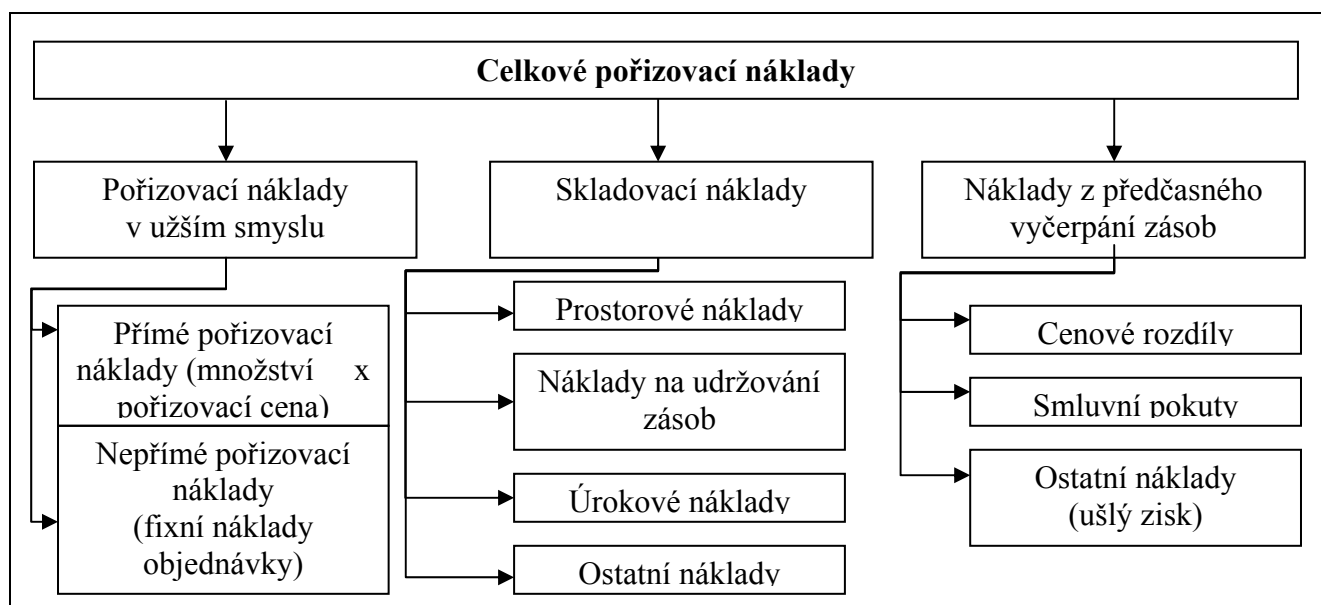 Celkové pořizovací náklady
Pořizovací náklady
v užším smyslu
Přímé pořizovací
náklady (množství x
pořizovací cena)
Nepřímé pořizovací
náklady
(fixní náklady
objednávky)
Skladovací náklady
Prostorové náklady
Náklady na udržování
zásob
Úrokové náklady
Ostatní náklady
Náklady z předčasného
vyčerpání zásob
Cenové rozdíly
Smluvní pokuty
Ostatní náklady
(ušlý zisk)